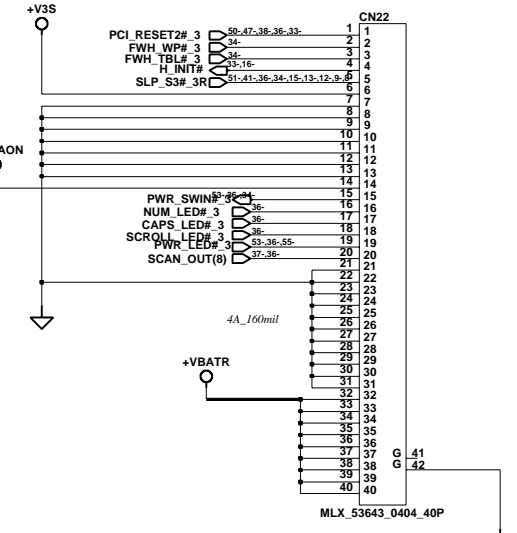 +V3S
CN22
PCI_RESET2#_3 50-,47-,38-,36-,33- 1 1
FWH_WP#_3 34- 2 2
FWH_TBL#_3 34- 3 3
H_INIT# 33-,16- 4 4
SLP_S3#_3R 51-,41-,36-,34-,15-,13-,12-,9-,8- 5 5
6 6
7 7
8 8
9 9
10 10
11 11
AON
12 12
13 13
14 14
PWR_SWIN#_3 53-,36-,34- 15 15
NUM_LED#_3 36- 16 16
CAPS_LED#_3 36- 17 17
SCROLL_LED#_3 36- 18 18
PWR_LED#_3 53-,36-,55- 19 19
SCAN_OUT(8) 37-,36- 20 20
21 21
22 22
23 23
24 24
25 25
4A_160mil
26 26
27 27
28 28
29 29
+VBATR
30 30
31 31
32 32
33 33
34 34
35 35
36 36
37 37 G 41
38 38 G 42
39 39
40 40
MLX_53643_0404_40P